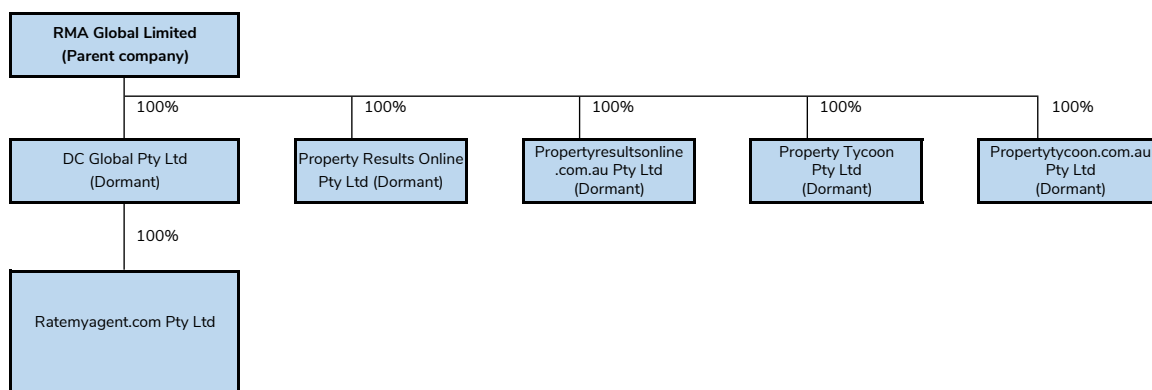 RMA Global Limited
(Parent company)
100%
100%
100%
100%
100%
DC Global Pty Ltd
(Dormant)
Property Results Online
Pty Ltd (Dormant)
Propertyresultsonline
.com.au Pty Ltd
(Dormant)
Property Tycoon
Pty Ltd
(Dormant)
Propertytycoon.com.au
Pty Ltd
(Dormant)
100%
Ratemyagent.com Pty Ltd